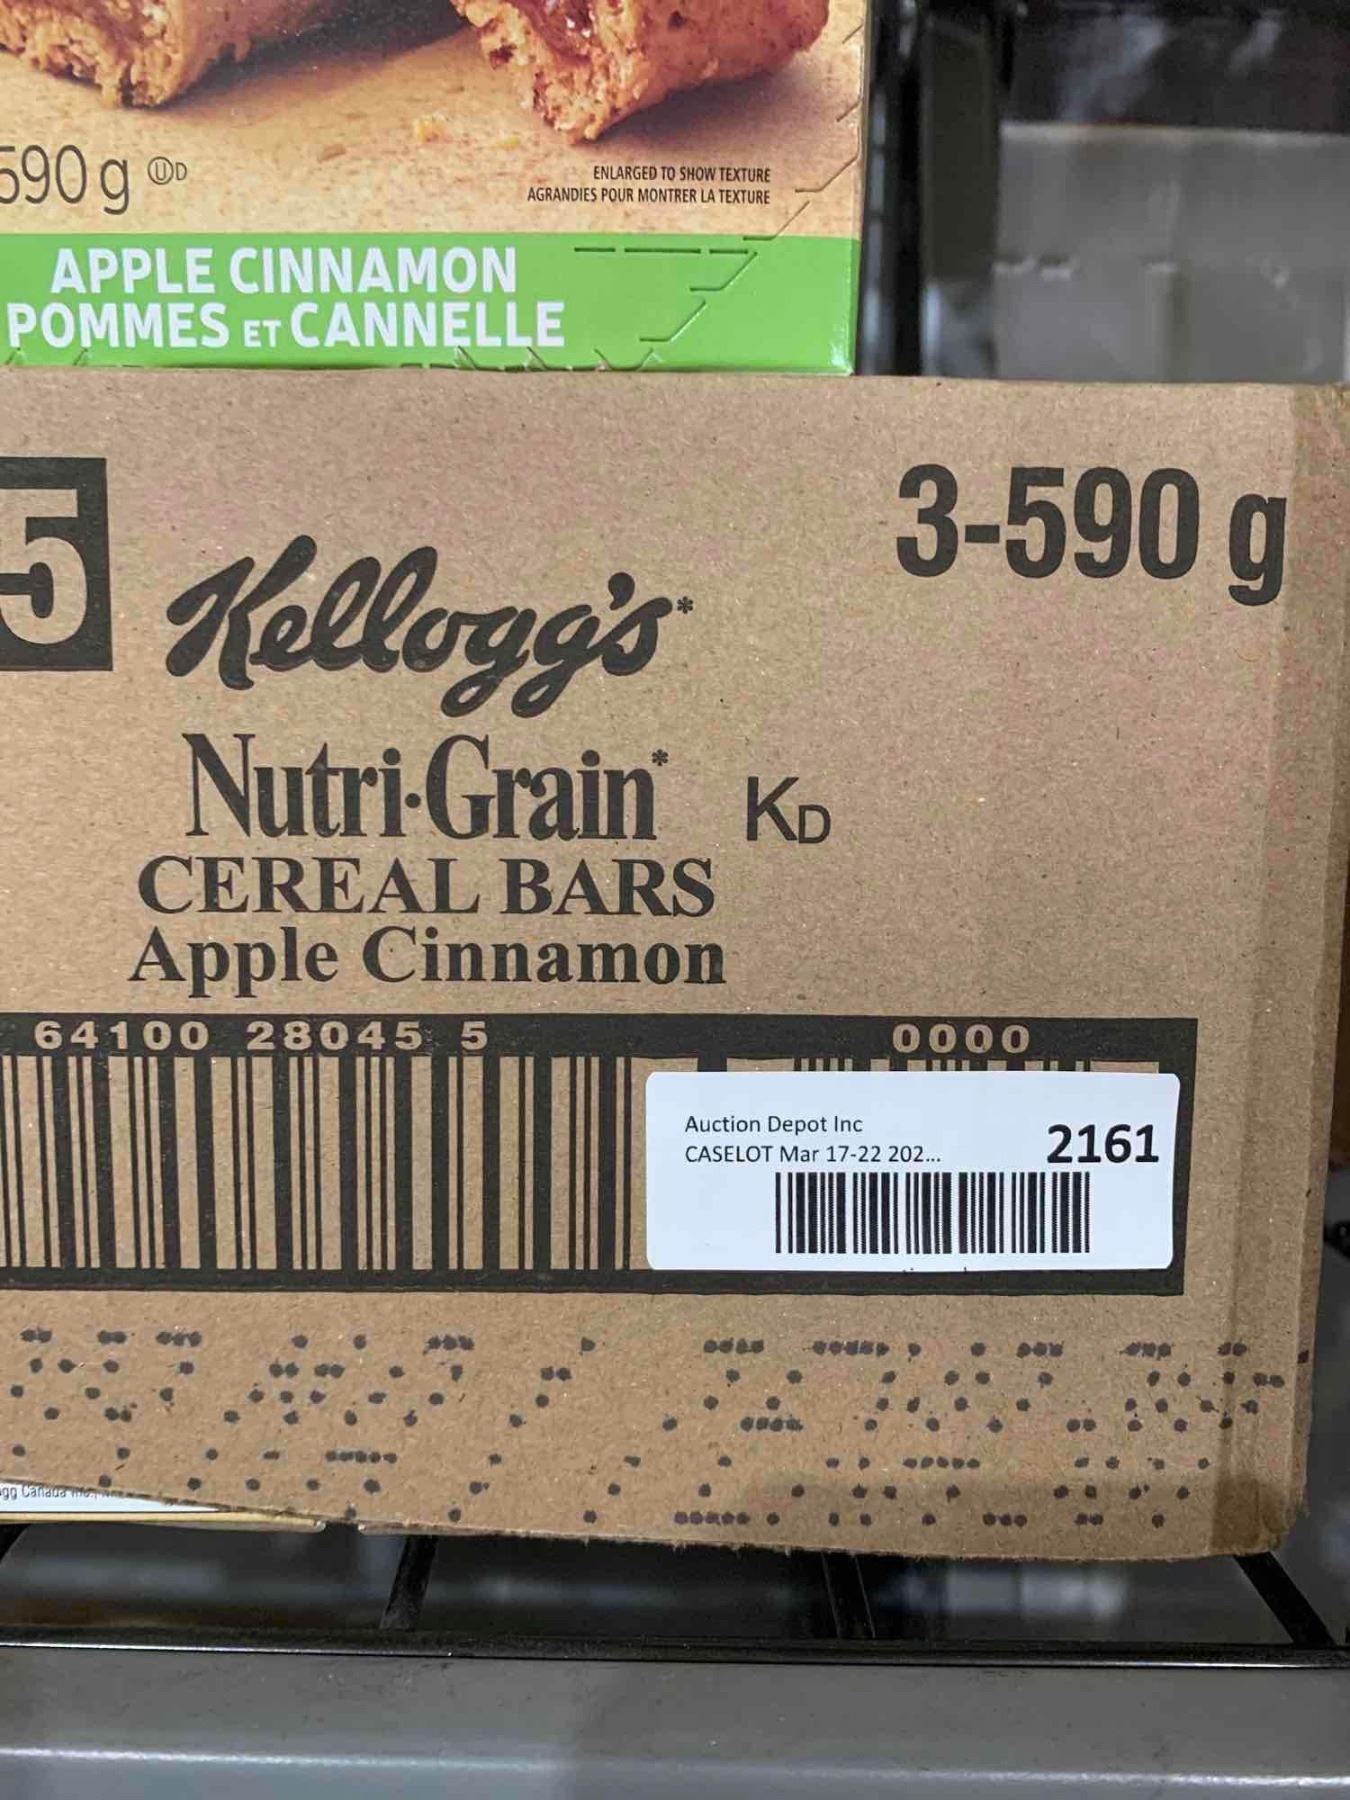 590 g ⓊD
ENLARGED TO SHOW TEXTURE
AGRANDIES POUR MONTRER LA TEXTURE
APPLE CINNAMON
POMMES ET CANNELLE
5
3-590 g
Kellogg's*
Nutri-Grain* KD
CEREAL BARS
Apple Cinnamon
64100 28045 5 0000
Auction Depot Inc
CASELOT Mar 17-22 202...
2161
Canada